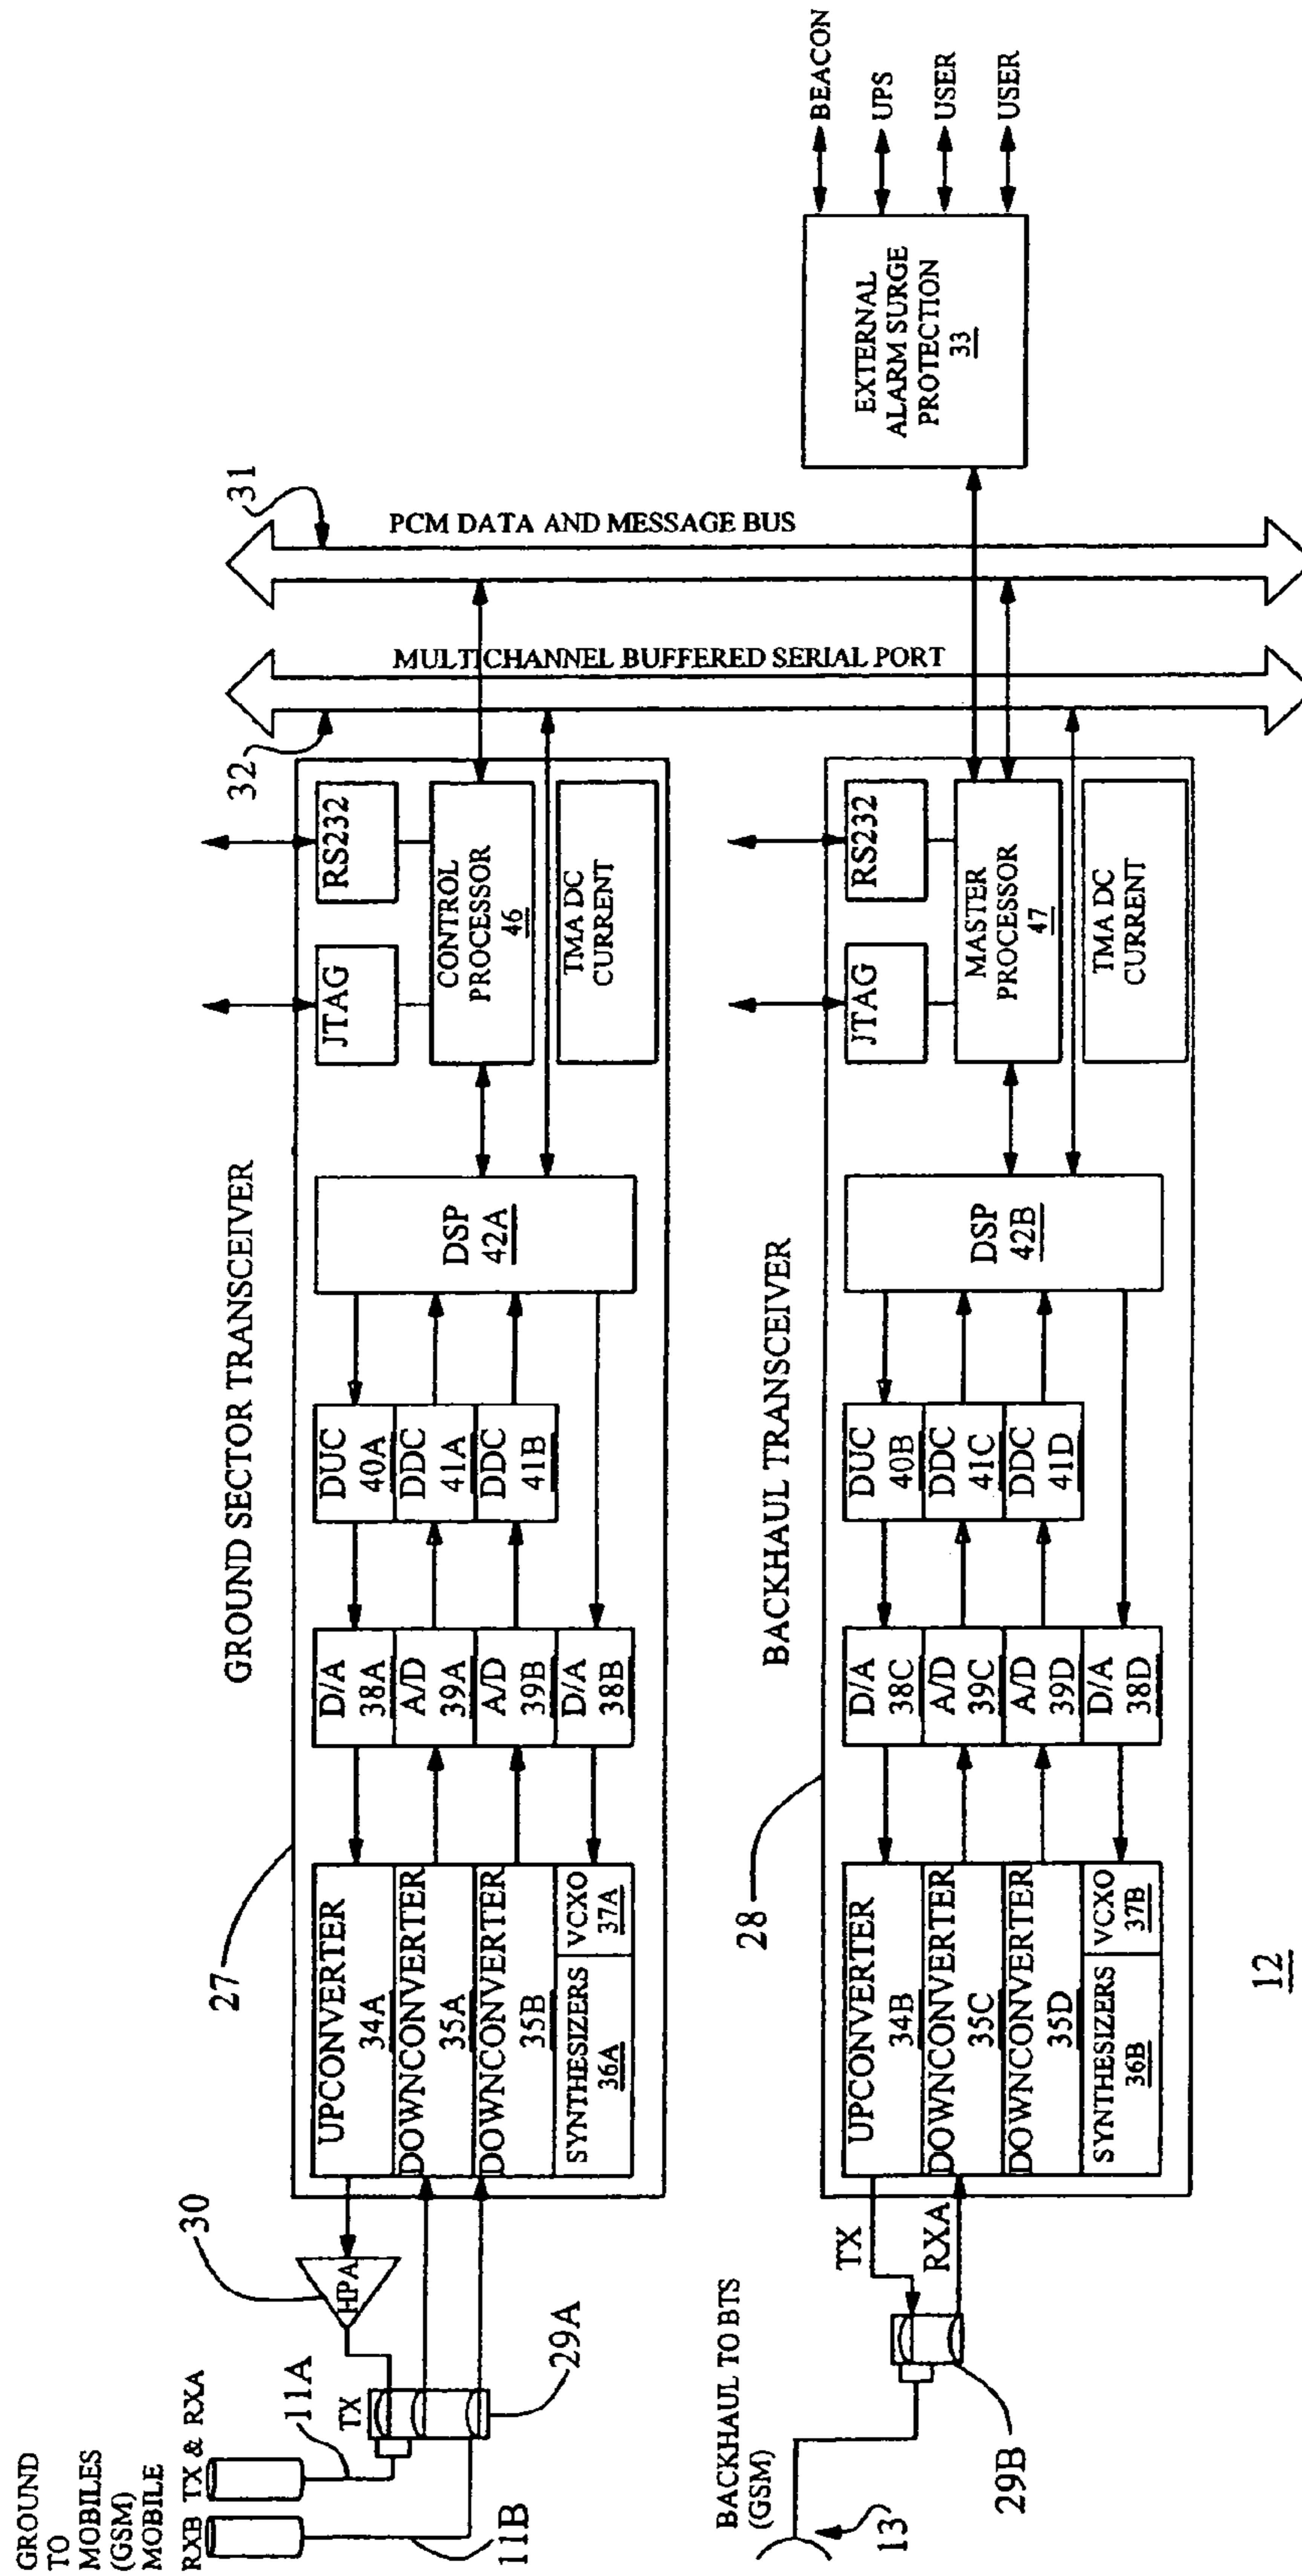 GROUND
TO
MOBILES
(GSM)
MOBILE
RXB TX & RXA
11A
11B
TX
29A
30
HPA
27
GROUND SECTOR TRANSCEIVER
UPCONVERTER
34A
DOWNCONVERTER
35A
DOWNCONVERTER
35B
SYNTHESIZERS
36A
VCXO
37A
D/A
38A
A/D
39A
A/D
39B
D/A
38B
DUC
40A
DDC
41A
DDC
41B
DSP
42A
JTAG
RS232
CONTROL
PROCESSOR
46
TMA DC
CURRENT
32
MULTICHANNEL BUFFERED SERIAL PORT
31
PCM DATA AND MESSAGE BUS
BACKHAUL TO BTS
(GSM)
13
29B
TX
RXA
28
BACKHAUL TRANSCEIVER
UPCONVERTER
34B
DOWNCONVERTER
35C
DOWNCONVERTER
35D
SYNTHESIZERS
36B
VCXO
37B
D/A
38C
A/D
39C
A/D
39D
D/A
38D
DUC
40B
DDC
41C
DDC
41D
DSP
42B
JTAG
RS232
MASTER
PROCESSOR
47
TMA DC
CURRENT
EXTERNAL
ALARM SURGE
PROTECTION
33
BEACON
UPS
USER
USER
12